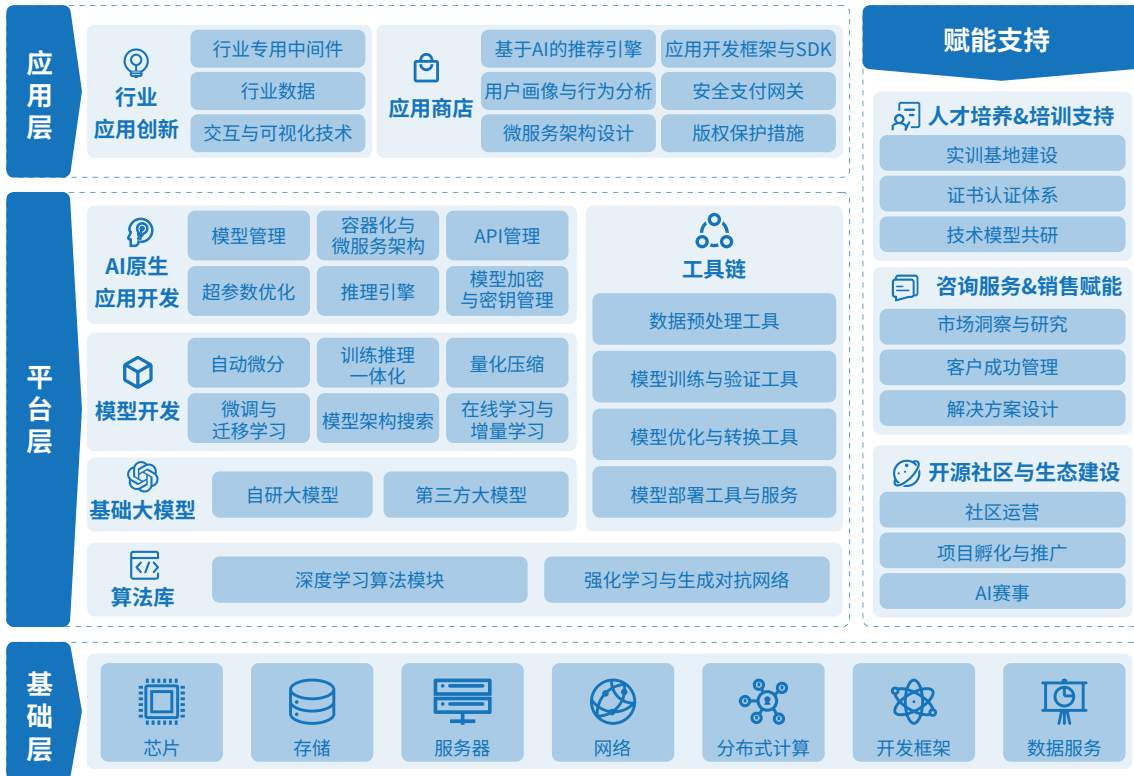 应用层
行业
应用创新
行业专用中间件
行业数据
交互与可视化技术
应用商店
基于AI的推荐引擎
应用开发框架与SDK
用户画像与行为分析
安全支付网关
微服务架构设计
版权保护措施
平台层
AI原生
应用开发
模型管理
容器化与
微服务架构
API管理
超参数优化
推理引擎
模型加密
与密钥管理
模型开发
自动微分
训练推理
一体化
量化压缩
微调与
迁移学习
模型架构搜索
在线学习与
增量学习
基础大模型
自研大模型
第三方大模型
工具链
数据预处理工具
模型训练与验证工具
模型优化与转换工具
模型部署工具与服务
算法库
深度学习算法模块
强化学习与生成对抗网络
赋能支持
人才培养&培训支持
实训基地建设
证书认证体系
技术模型共研
咨询服务&销售赋能
市场洞察与研究
客户成功管理
解决方案设计
开源社区与生态建设
社区运营
项目孵化与推广
AI赛事
基础层
芯片
存储
服务器
网络
分布式计算
开发框架
数据服务